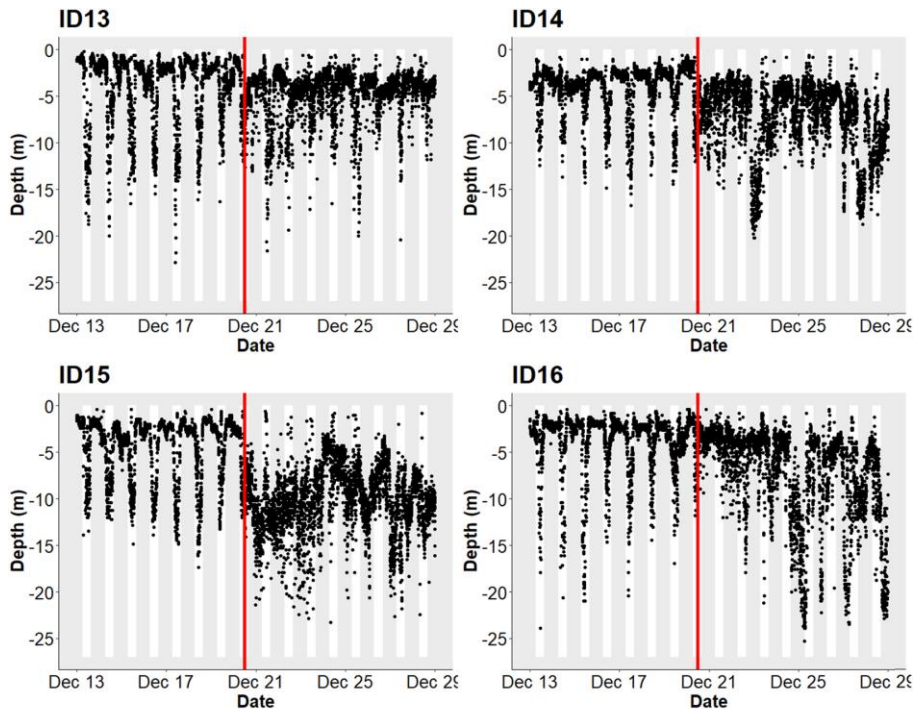 ID13
0
-5
-10
-15
-20
-25
Depth (m)
Dec 13
Dec 17
Dec 21
Dec 25
Dec 29
Date
ID14
0
-5
-10
-15
-20
-25
Depth (m)
Dec 13
Dec 17
Dec 21
Dec 25
Dec 29
Date
ID15
0
-5
-10
-15
-20
-25
Depth (m)
Dec 13
Dec 17
Dec 21
Dec 25
Dec 29
Date
ID16
0
-5
-10
-15
-20
-25
Depth (m)
Dec 13
Dec 17
Dec 21
Dec 25
Dec 29
Date